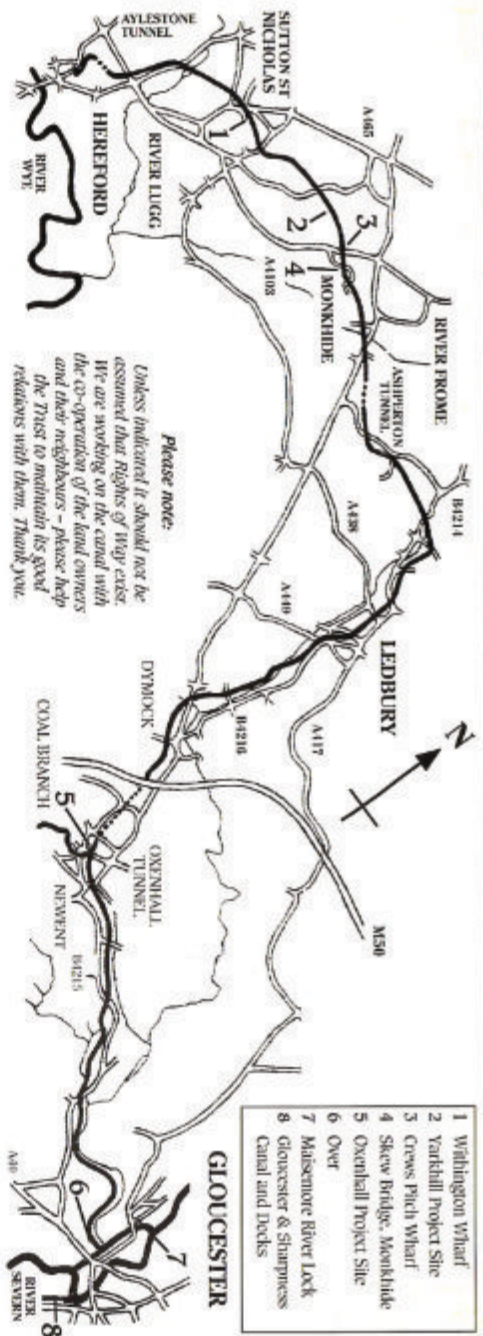 AYLESTONE
TUNNEL
SUTTON ST
NICHOLAS
A465
1
2
3
4
HEREFORD
RIVER LUGG
RIVER
WYE
A4103
MONKHIDE
RIVER FROME
ASHPERTON
TUNNEL
B4214
A438
A449
LEDBURY
A417
N
B4216
DYMOCK
COAL BRANCH
5
OXENHALL
TUNNEL
NEWENT
B4215
M50
GLOUCESTER
6
7
8
A40
RIVER
SEVERN
Please note:
Unless indicated it should not be
assumed that Rights of Way exist.
We are working on the canal with
the co-operation of the land owners
and their neighbours – please help
the Trust to maintain its good
relations with them. Thank you.
1 Withington Wharf
2 Yarkhill Project Site
3 Crews Pitch Wharf
4 Skew Bridge, Monkhide
5 Oxenhall Project Site
6 Over
7 Maisemore River Lock
8 Gloucester & Sharpness
Canal and Docks